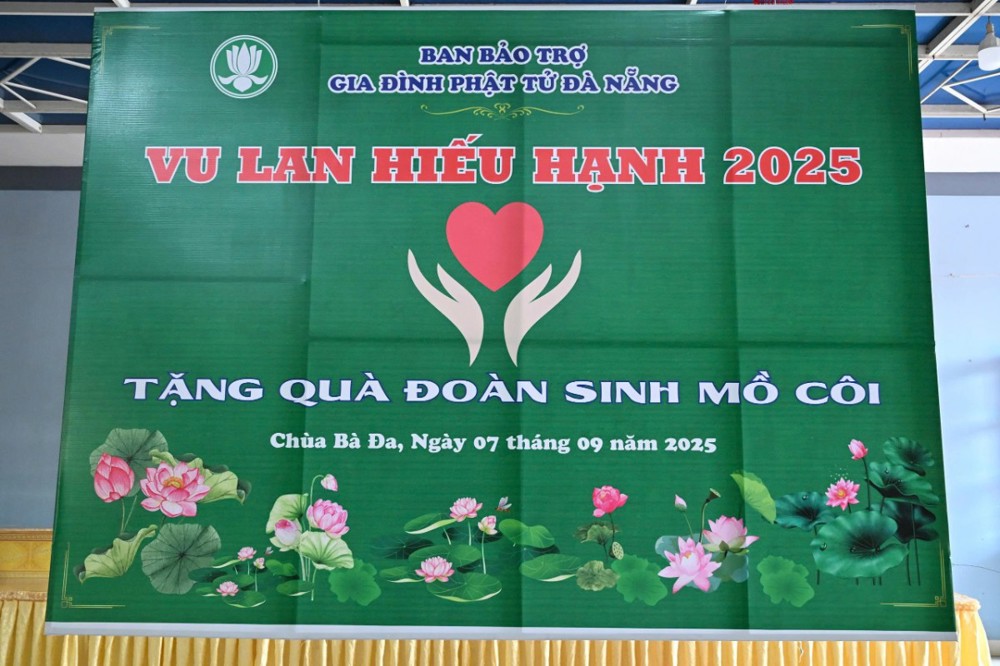 BAN BẢO TRỢ
GIA ĐÌNH PHẬT TỬ ĐÀ NẴNG
VU LAN HIẾU HẠNH 2025
TẶNG QUÀ ĐOÀN SINH MỒ CÔI
Chùa Bà Đa, Ngày 07 tháng 09 năm 2025